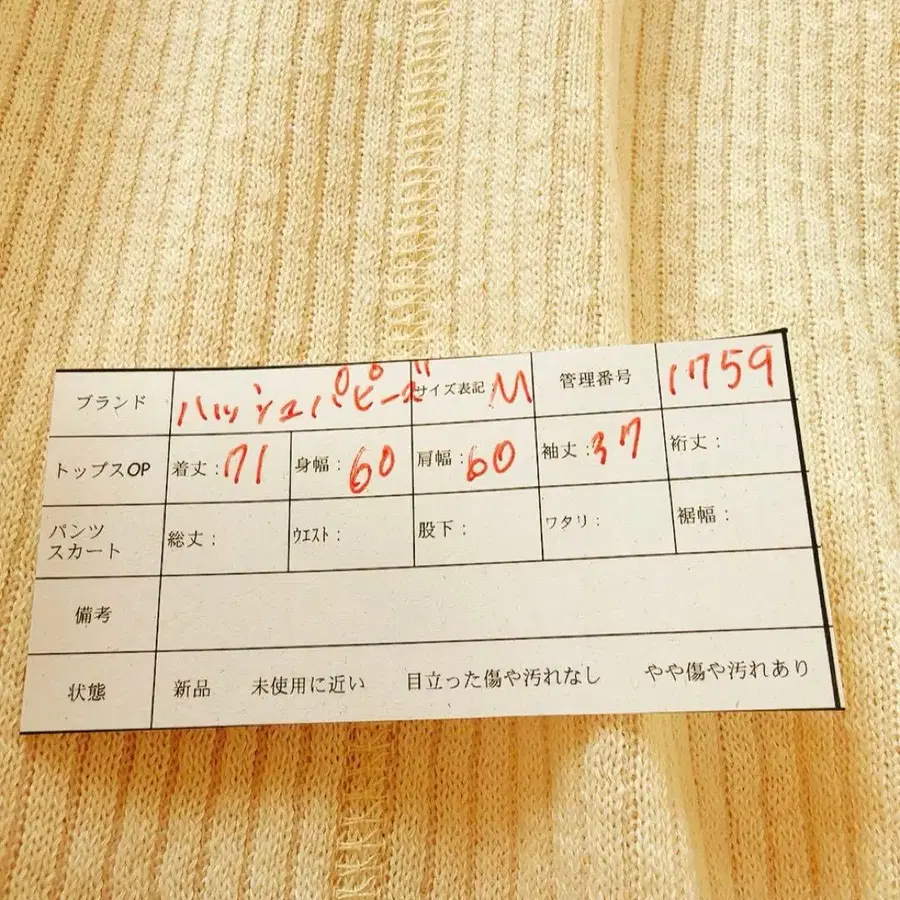 ブランド ハッシュパピーズ サイズ表記: M 管理番号 1759
トップスOP 着丈:71 身幅:60 肩幅:60 袖丈:37 裄丈:
パンツ
スカート 総丈: ウエスト: 股下: ワタリ: 裾幅:
備考
状態 新品 未使用に近い 目立った傷や汚れなし やや傷や汚れあり